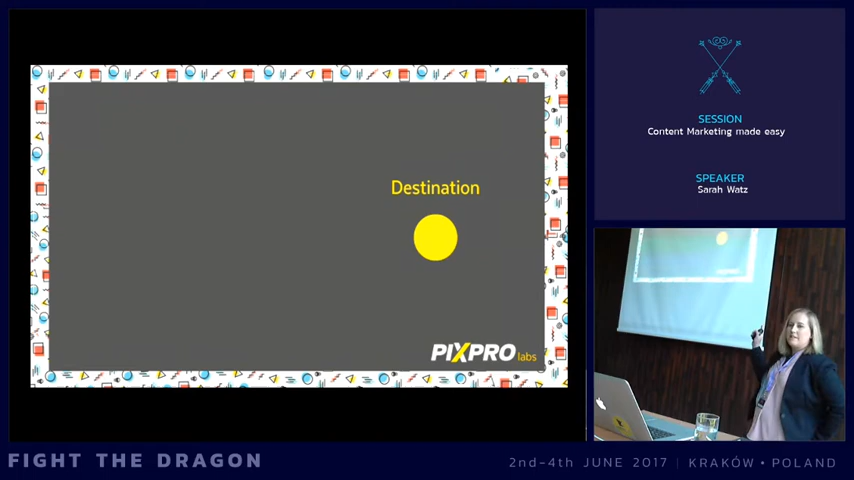 Destination
PIXPRO labs
SESSION
Content Marketing made easy
SPEAKER
Sarah Watz
FIGHT THE DRAGON
2nd-4th JUNE 2017 | KRAKÓW • POLAND